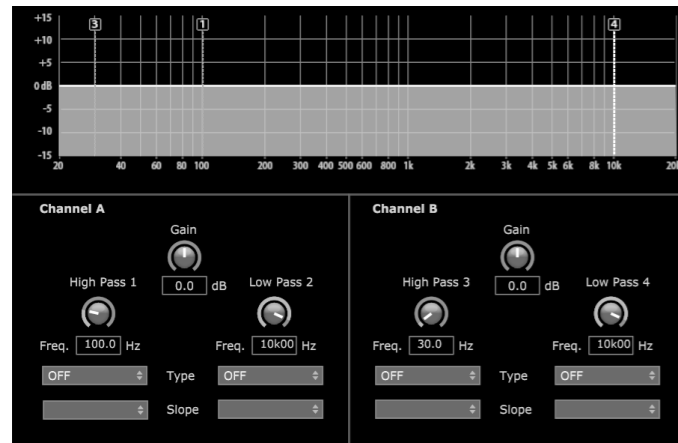 +15
3 1 4
+10
+5
0 dB
-5
-10
-15
20 40 60 80 100 200 300 400 500 600 800 1k 2k 3k 4k 5k 6k 8k 10k
Channel A
Gain
0.0 dB
High Pass 1 Low Pass 2
Freq. 100.0 Hz Freq. 10k00 Hz
OFF Type OFF
Slope
Channel B
Gain
0.0 dB
High Pass 3 Low Pass 4
Freq. 30.0 Hz Freq. 10k00 Hz
OFF Type OFF
Slope